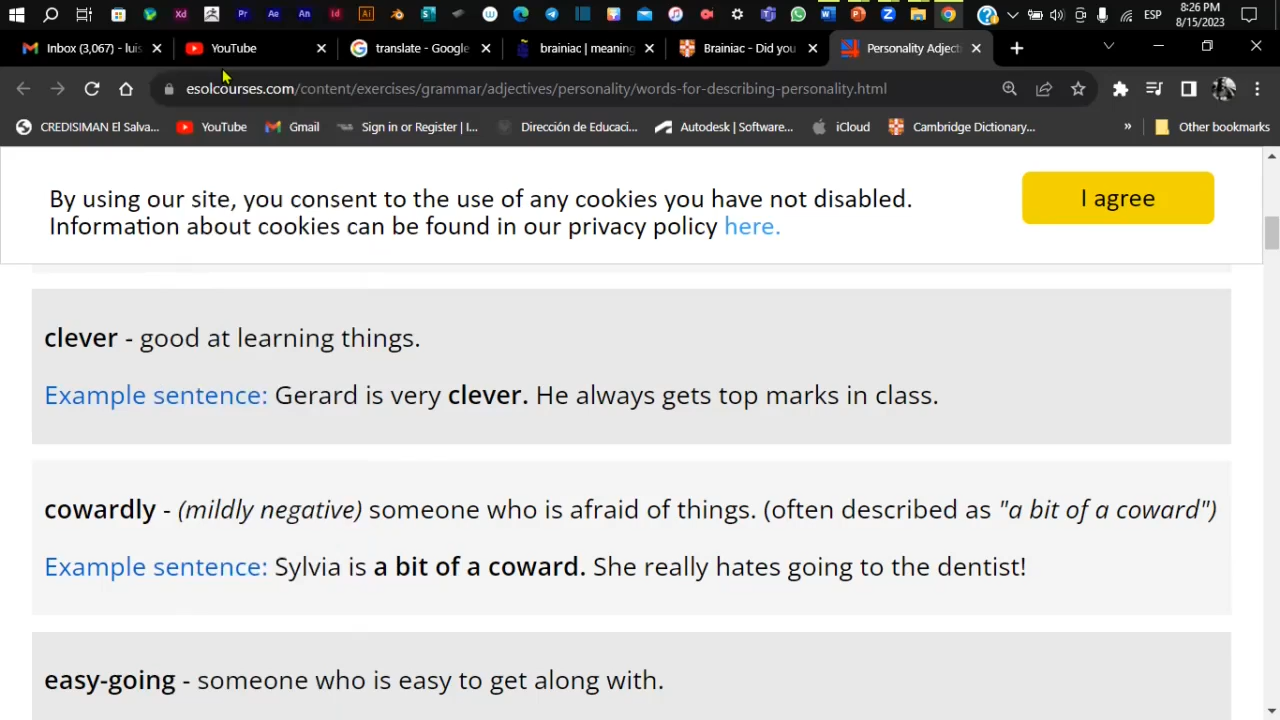 8:26 PM
ESP
8/15/2023
Inbox (3,067) - luis
YouTube
translate - Google
brainiac | meaning
Brainiac - Did you
Personality Adject
esolcourses.com/content/exercises/grammar/adjectives/personality/words-for-describing-personality.html
CREDISIMAN El Salva...
YouTube
Gmail
Sign in or Register | I...
Dirección de Educaci...
Autodesk | Software...
iCloud
Cambridge Dictionary...
»
Other bookmarks
By using our site, you consent to the use of any cookies you have not disabled.
Information about cookies can be found in our privacy policy here.
I agree
clever - good at learning things.
Example sentence: Gerard is very clever. He always gets top marks in class.
cowardly - (mildly negative) someone who is afraid of things. (often described as "a bit of a coward")
Example sentence: Sylvia is a bit of a coward. She really hates going to the dentist!
easy-going - someone who is easy to get along with.